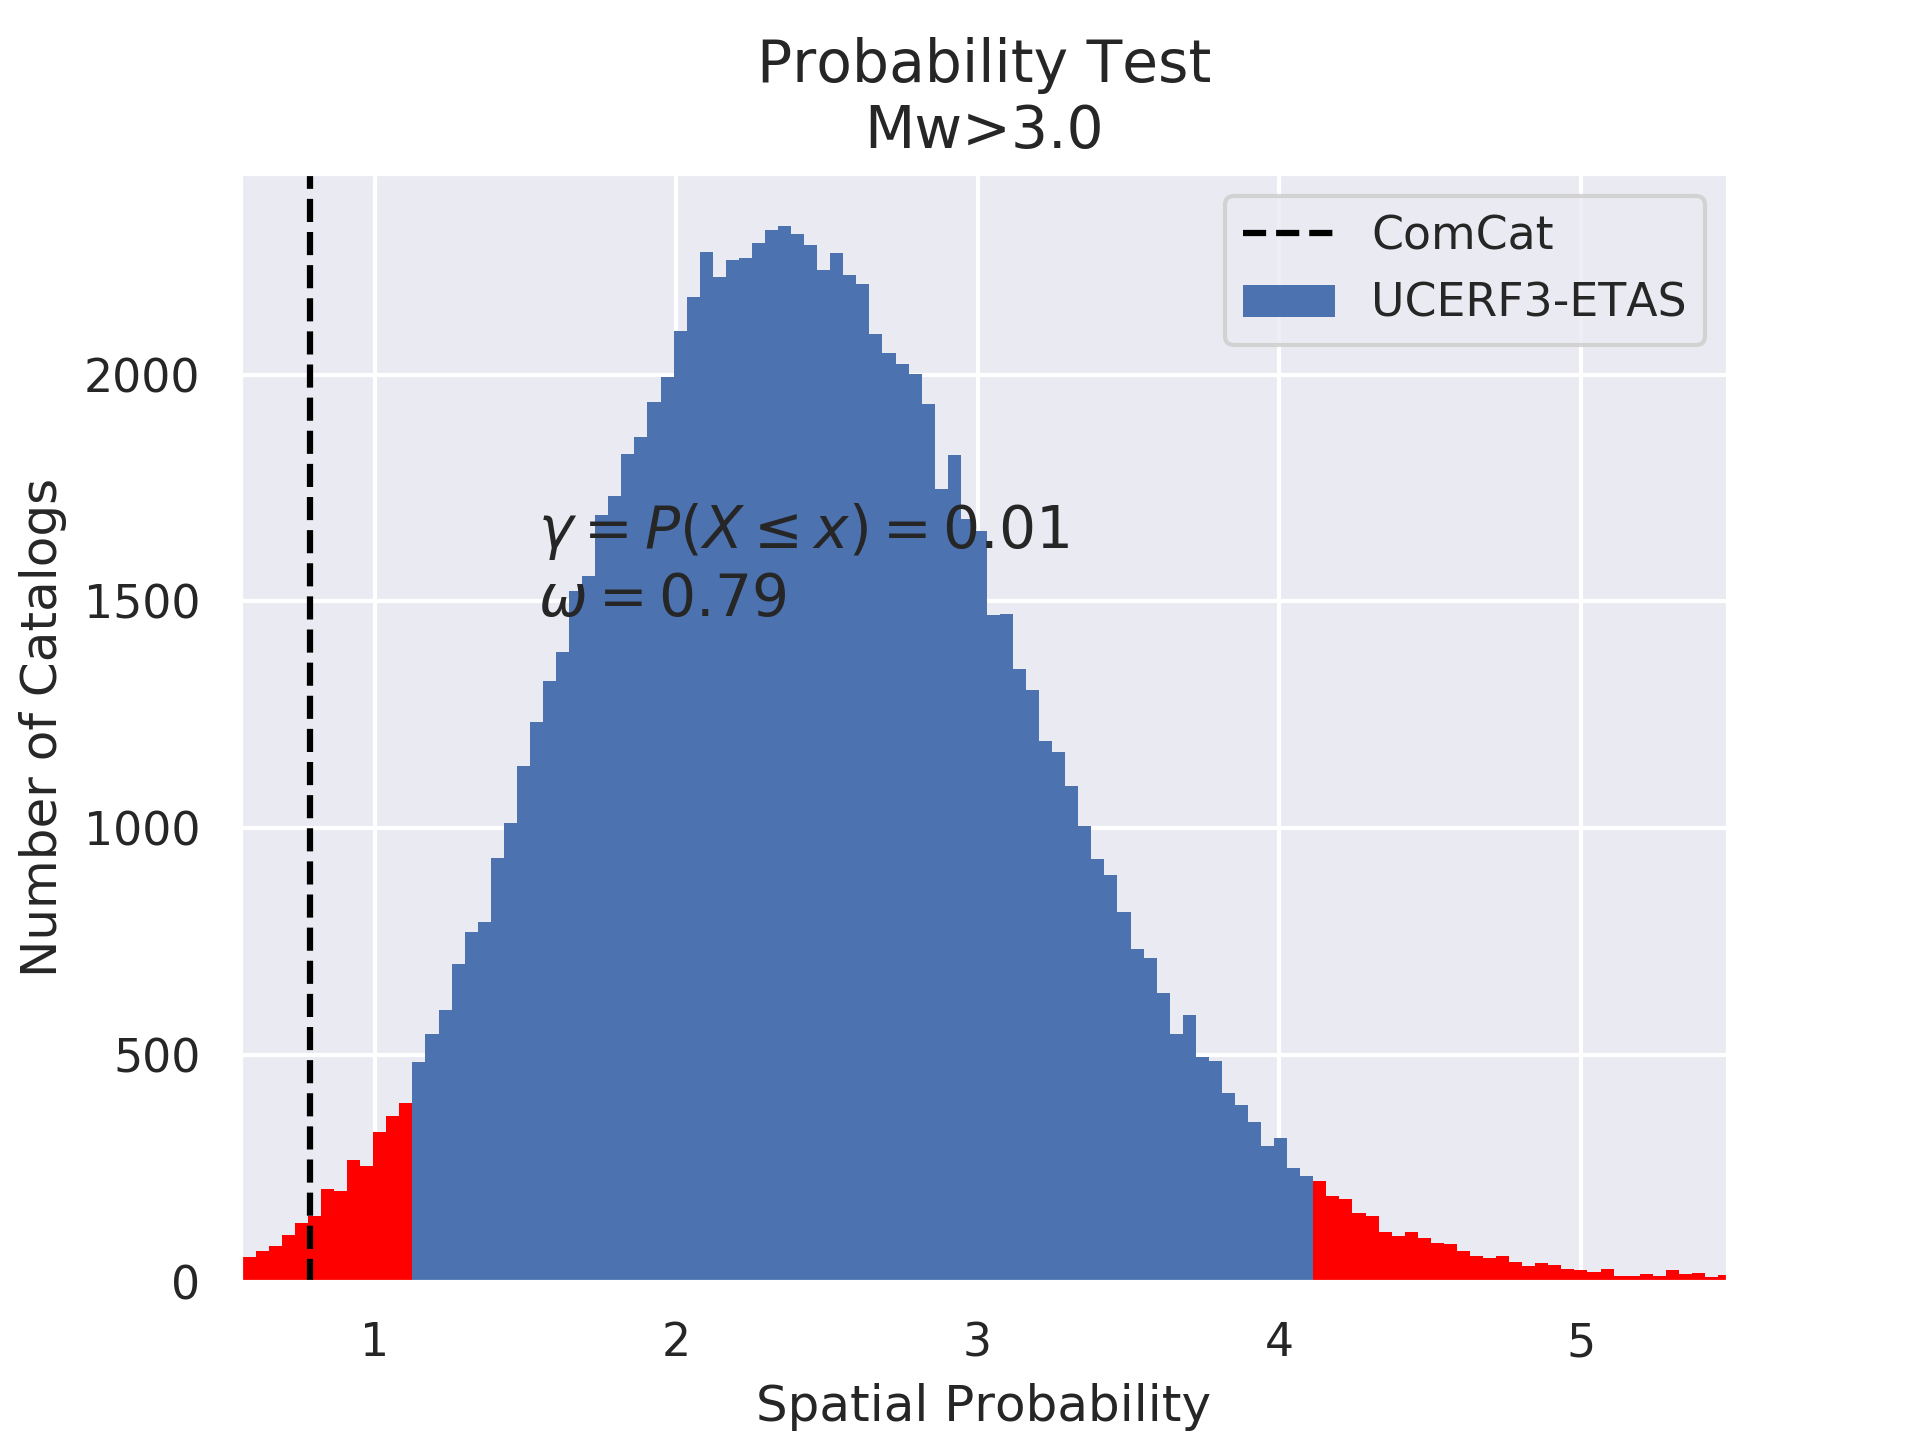 Probability Test
Mw>3.0
ComCat
UCERF3-ETAS
γ = P(X ≤ x) = 0.01
ω = 0.79
Number of Catalogs
2000
1500
1000
500
0
1 2 3 4 5
Spatial Probability